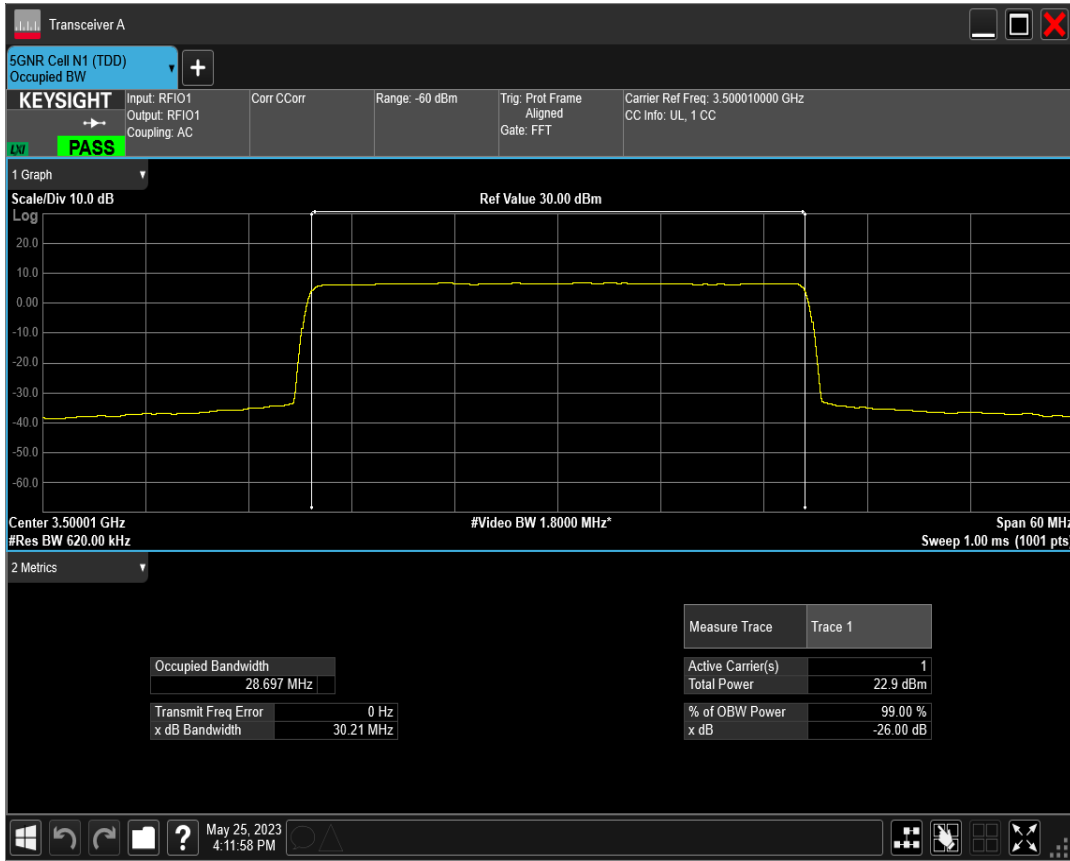 Transceiver A
5GNR Cell N1 (TDD)
Occupied BW
+
KEYSIGHT
LXI
PASS
Input: RFIO1
Output: RFIO1
Coupling: AC
Corr CCorr
Range: -60 dBm
Trig: Prot Frame
Aligned
Gate: FFT
Carrier Ref Freq: 3.500010000 GHz
CC Info: UL, 1 CC
1 Graph
Scale/Div 10.0 dB
Ref Value 30.00 dBm
Log
20.0
10.0
0.00
-10.0
-20.0
-30.0
-40.0
-50.0
-60.0
Center 3.50001 GHz
#Video BW 1.8000 MHz*
Span 60 MHz
#Res BW 620.00 kHz
Sweep 1.00 ms (1001 pts)
2 Metrics
Measure Trace Trace 1
Occupied Bandwidth
28.697 MHz
Active Carrier(s) 1
Total Power 22.9 dBm
Transmit Freq Error 0 Hz
x dB Bandwidth 30.21 MHz
% of OBW Power 99.00 %
x dB -26.00 dB
?
May 25, 2023
4:11:58 PM